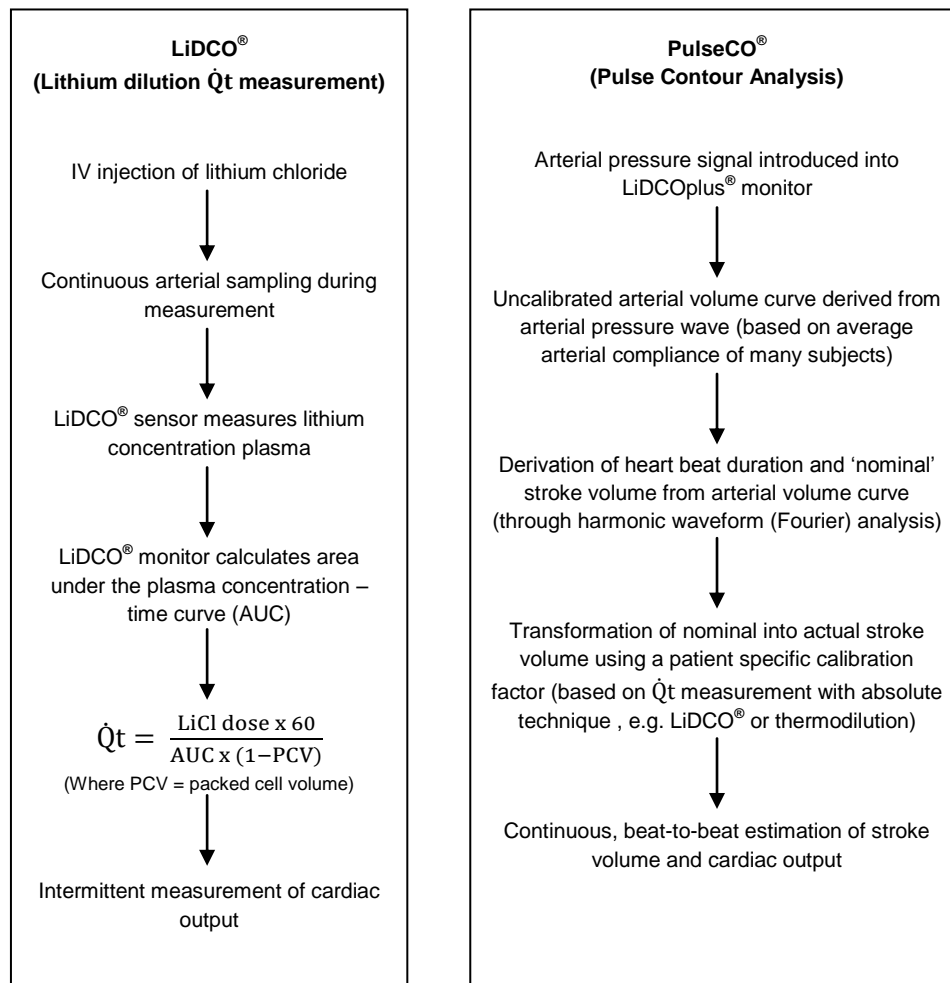 LiDCO®
(Lithium dilution Q̇t measurement)
IV injection of lithium chloride
Continuous arterial sampling during
measurement
LiDCO® sensor measures lithium
concentration plasma
LiDCO® monitor calculates area
under the plasma concentration –
time curve (AUC)
Q̇t = LiCl dose x 60
AUC x (1−PCV)
(Where PCV = packed cell volume)
Intermittent measurement of cardiac
output
PulseCO®
(Pulse Contour Analysis)
Arterial pressure signal introduced into
LiDCOplus® monitor
Uncalibrated arterial volume curve derived from
arterial pressure wave (based on average
arterial compliance of many subjects)
Derivation of heart beat duration and ‘nominal’
stroke volume from arterial volume curve
(through harmonic waveform (Fourier) analysis)
Transformation of nominal into actual stroke
volume using a patient specific calibration
factor (based on Q̇t measurement with absolute
technique , e.g. LiDCO® or thermodilution)
Continuous, beat-to-beat estimation of stroke
volume and cardiac output